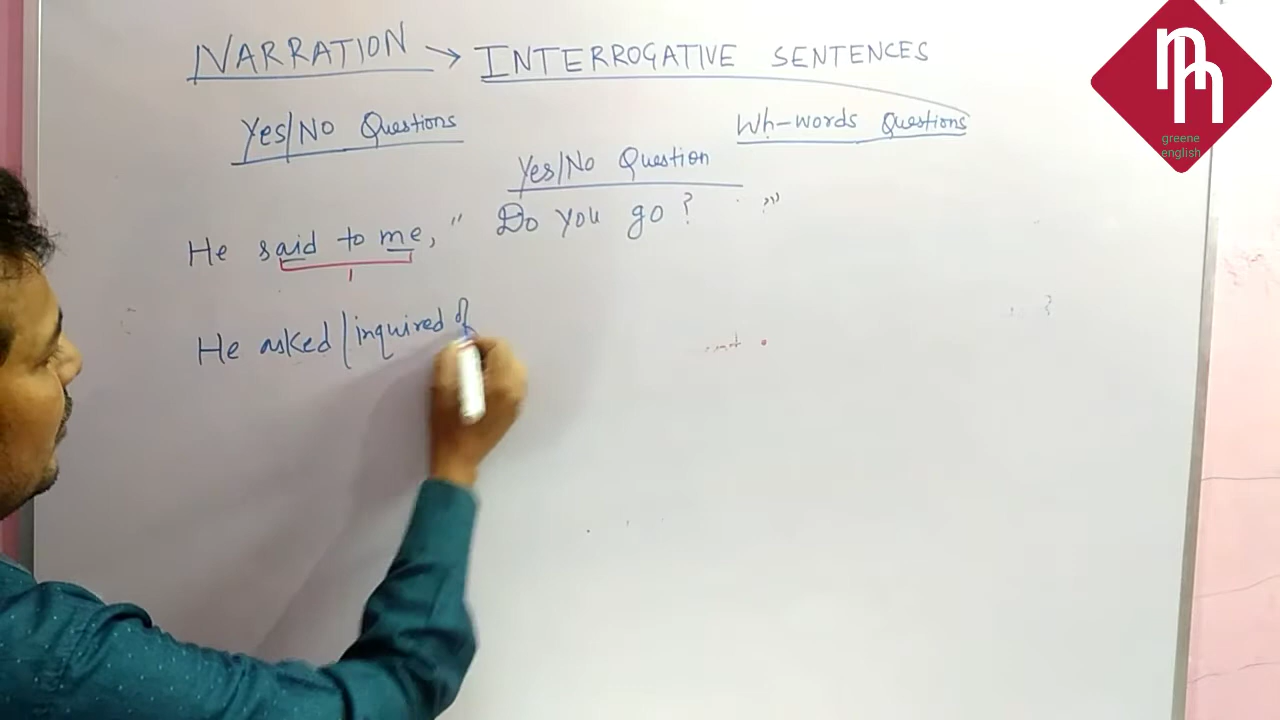 NARRATION → INTERROGATIVE SENTENCES
Yes/No Questions
Wh-words Questions
Yes/No Question
He said to me, " Do you go? "
He asked/inquired of
greene
english